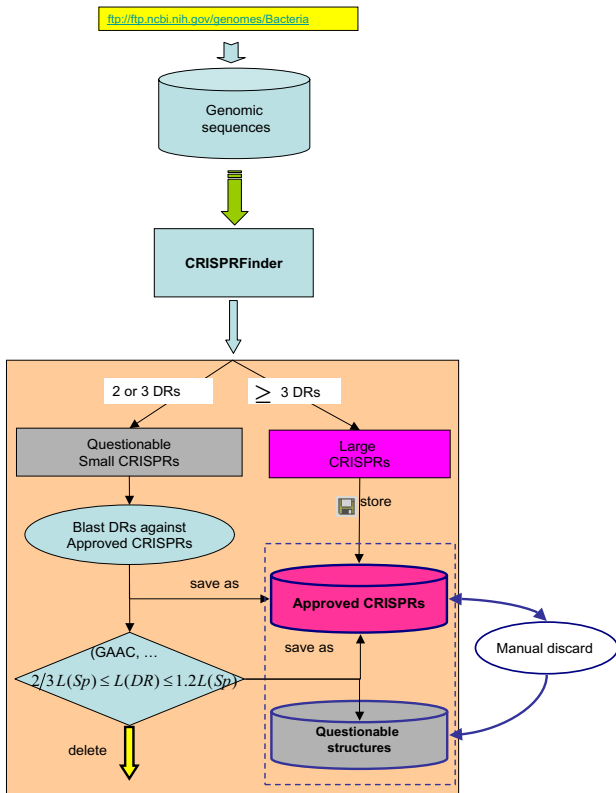 ftp://ftp.ncbi.nih.gov/genomes/Bacteria
Genomic
sequences
CRISPRFinder
2 or 3 DRs
≥ 3 DRs
Questionable
Small CRISPRs
Large
CRISPRs
store
Blast DRs against
Approved CRISPRs
save as
Approved CRISPRs
(GAAC, …
save as
Manual discard
2/3 L(Sp) ≤ L(DR) ≤ 1.2L(Sp)
Questionable
structures
delete